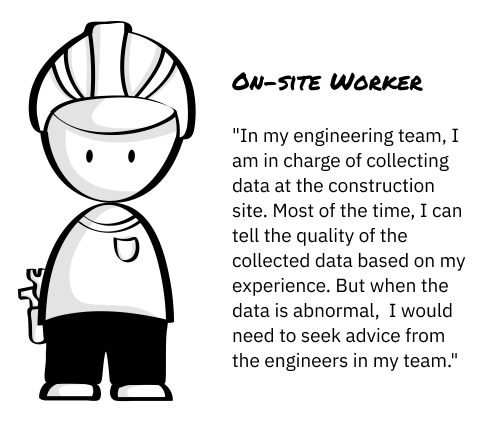 On-site Worker
"In my engineering team, I
am in charge of collecting
data at the construction
site. Most of the time, I can
tell the quality of the
collected data based on my
experience. But when the
data is abnormal,  I would
need to seek advice from
the engineers in my team."